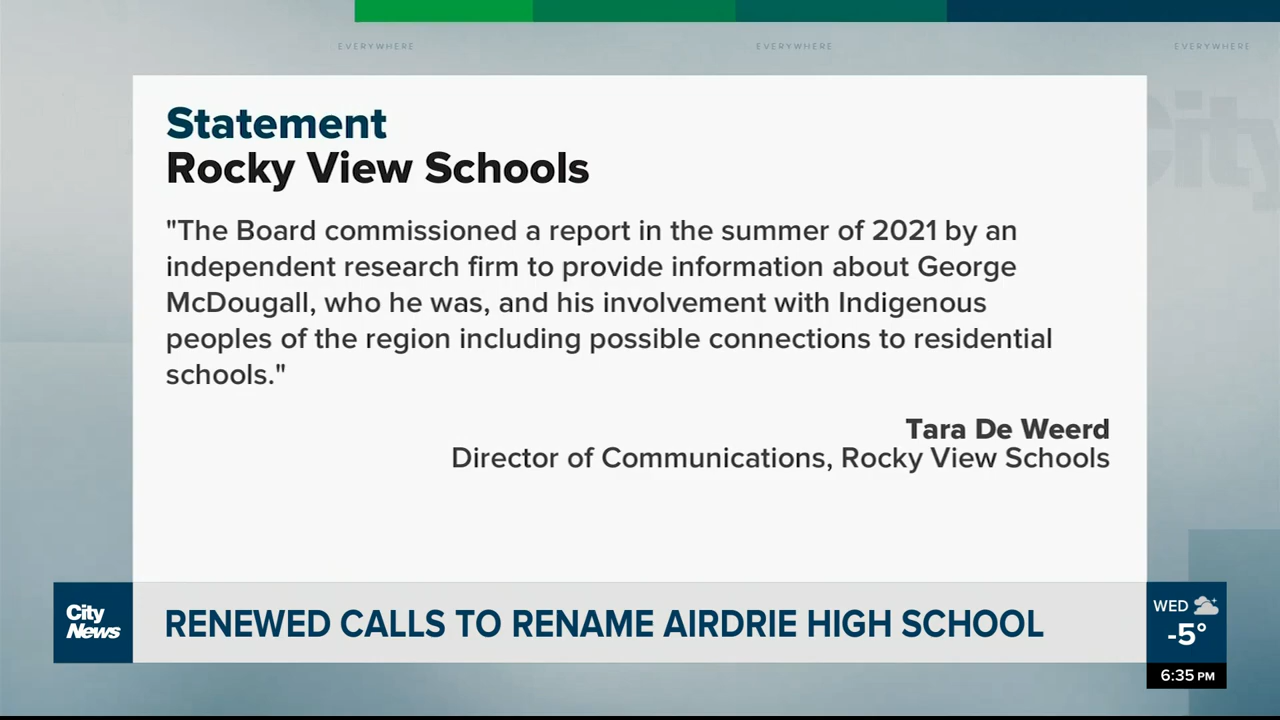 EVERYWHERE EVERYWHERE EVERYWHERE
City
Statement
Rocky View Schools
"The Board commissioned a report in the summer of 2021 by an
independent research firm to provide information about George
McDougall, who he was, and his involvement with Indigenous
peoples of the region including possible connections to residential
schools."
Tara De Weerd
Director of Communications, Rocky View Schools
City
News
RENEWED CALLS TO RENAME AIRDRIE HIGH SCHOOL
WED
-5°
6:35 PM